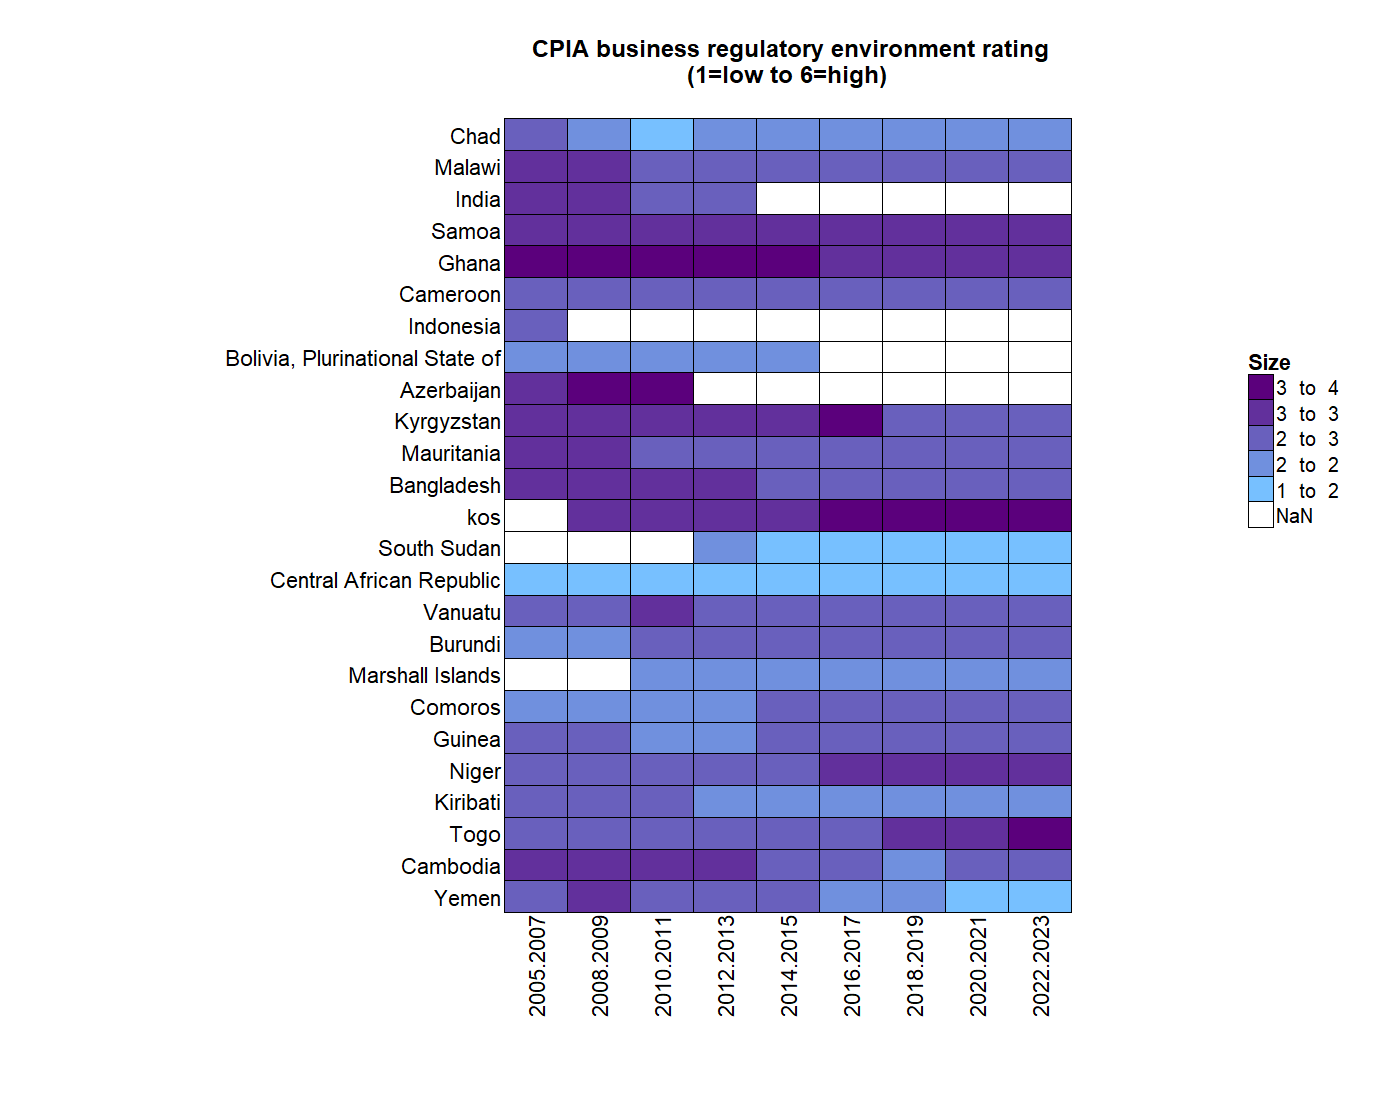 CPIA business regulatory environment rating
(1=low to 6=high)
Chad
Malawi
India
Samoa
Ghana
Cameroon
Indonesia
Bolivia, Plurinational State of
Azerbaijan
Kyrgyzstan
Mauritania
Bangladesh
kos
South Sudan
Central African Republic
Vanuatu
Burundi
Marshall Islands
Comoros
Guinea
Niger
Kiribati
Togo
Cambodia
Yemen
2005.2007
2008.2009
2010.2011
2012.2013
2014.2015
2016.2017
2018.2019
2020.2021
2022.2023
Size
3 to 4
3 to 3
2 to 3
2 to 2
1 to 2
NaN